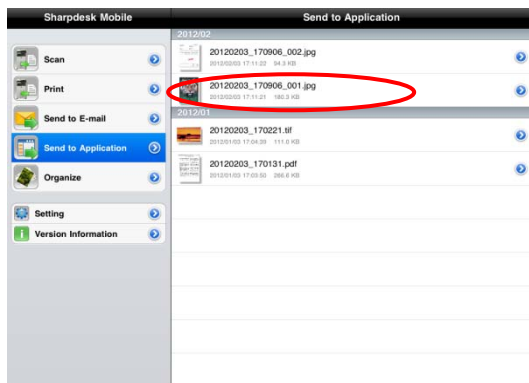 Sharpdesk Mobile
Send to Application
Scan
Print
Send to E-mail
Send to Application
Organize
Setting
Version Information
2012/02
20120203_170906_002.jpg
2012/02/03 17:11:22 94.3 KB
20120203_170906_001.jpg
2012/02/03 17:11:21 180.3 KB
2012/01
20120203_170221.tif
2012/01/03 17:04:39 111.0 KB
20120203_170131.pdf
2012/01/03 17:03:50 266.6 KB